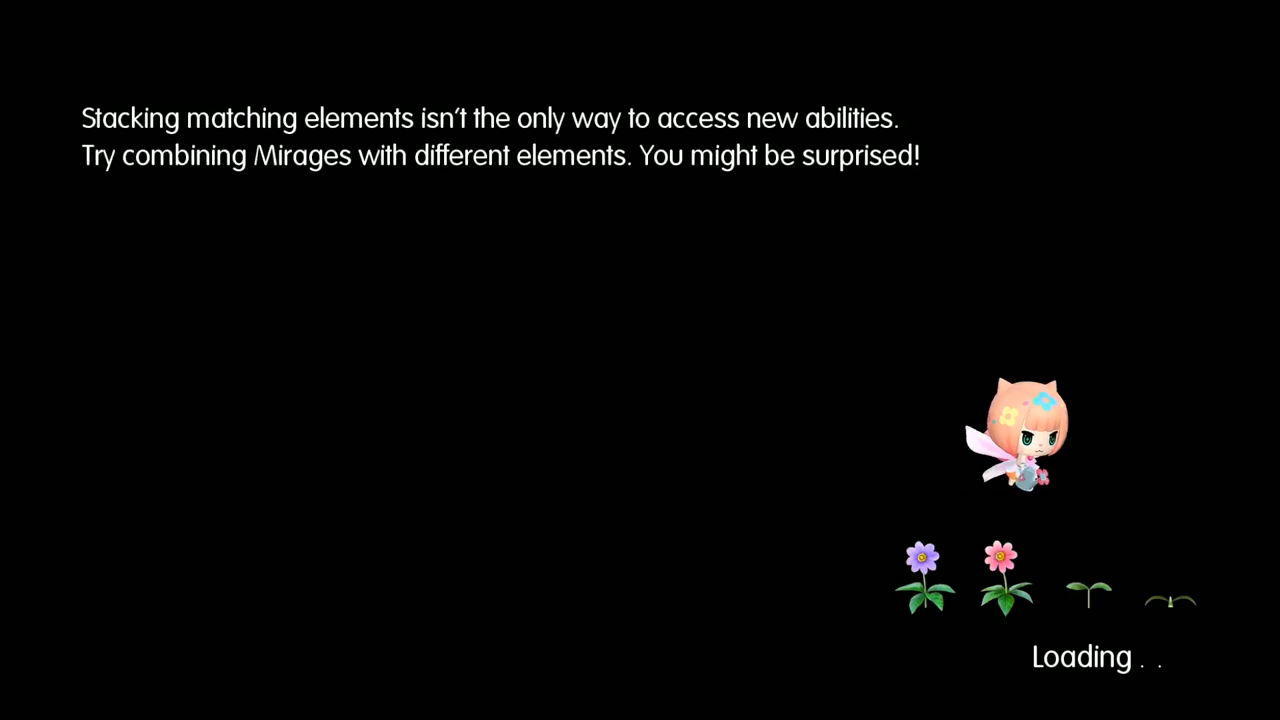 Stacking matching elements isn't the only way to access new abilities.
Try combining Mirages with different elements. You might be surprised!
Loading . .